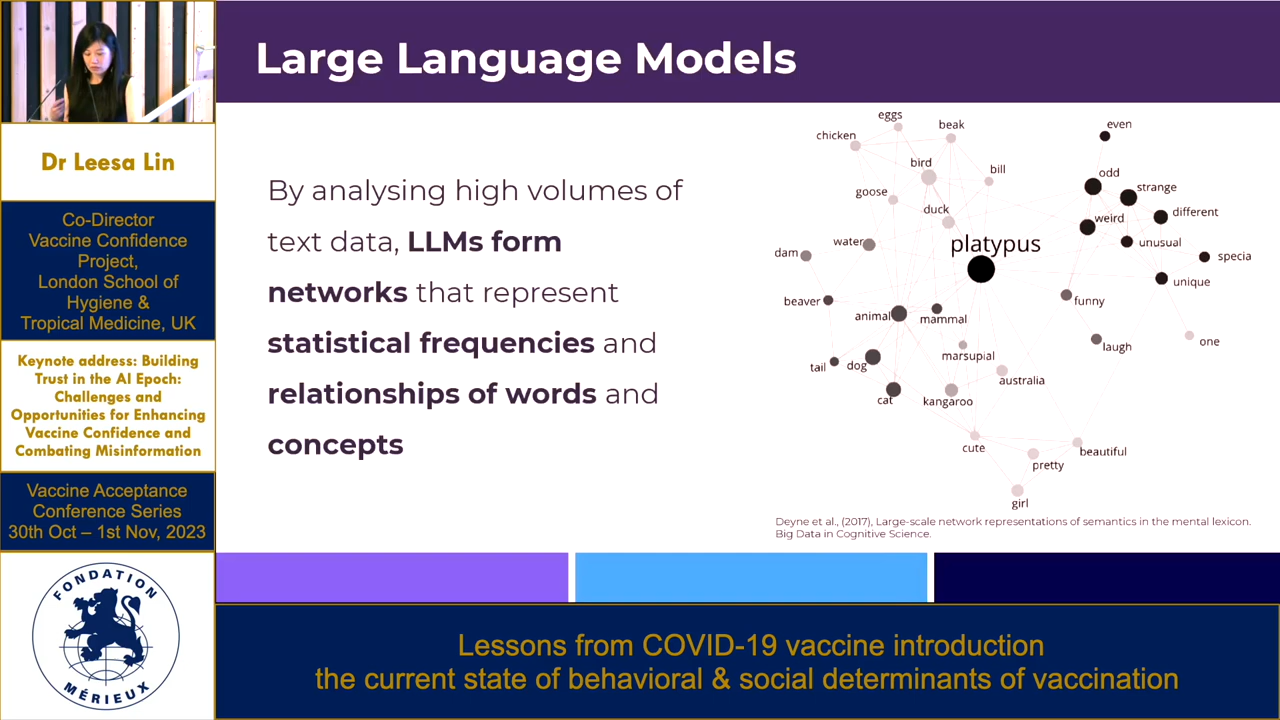 Large Language Models
Dr Leesa Lin
Co-Director
Vaccine Confidence
Project,
London School of
Hygiene &
Tropical Medicine, UK
Keynote address: Building
Trust in the AI Epoch:
Challenges and
Opportunities for Enhancing
Vaccine Confidence and
Combating Misinformation
Vaccine Acceptance
Conference Series
30th Oct – 1st Nov, 2023
FONDATION
MÉRIEUX
By analysing high volumes of
text data, LLMs form
networks that represent
statistical frequencies and
relationships of words and
concepts
eggs
chicken
beak
even
bird
bill
odd
goose
strange
duck
weird
different
water
platypus
unusual
dam
specia
unique
beaver
funny
animal
mammal
laugh
one
marsupial
tail
dog
australia
cat
kangaroo
cute
beautiful
pretty
girl
Deyne et al., (2017), Large-scale network representations of semantics in the mental lexicon.
Big Data in Cognitive Science.
Lessons from COVID-19 vaccine introduction
the current state of behavioral & social determinants of vaccination